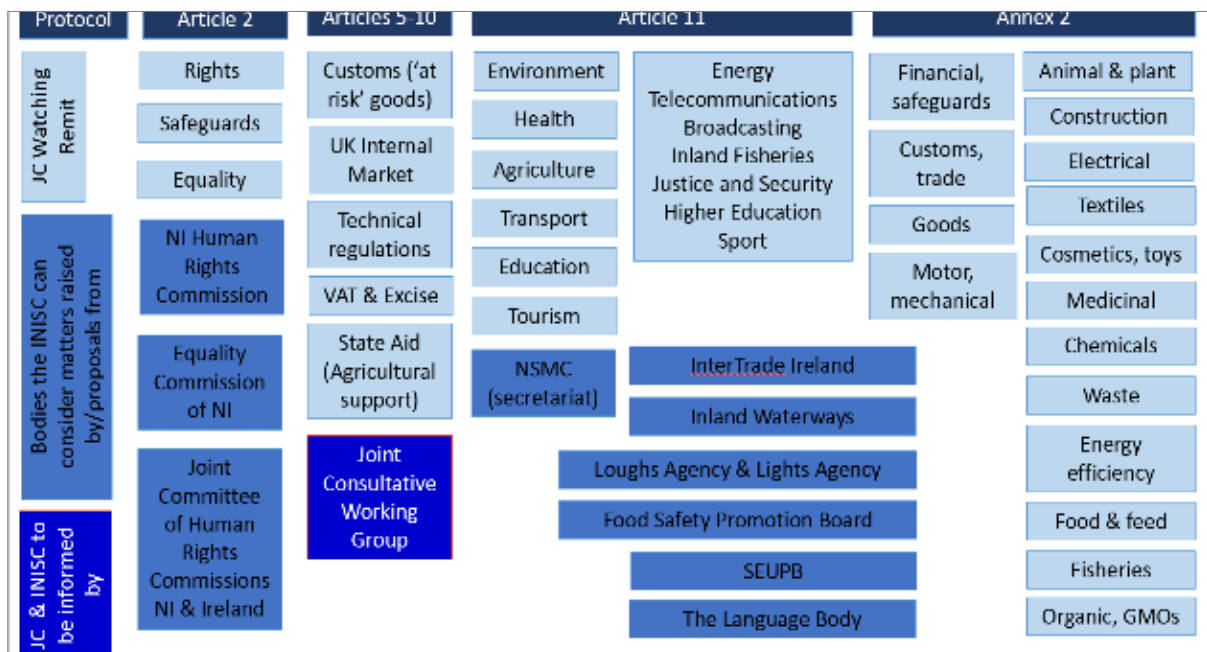 Protocol
Article 2
Articles 5-10
Article 11
Annex 2
JC Watching
Remit
Bodies the INISC can
consider matters raised
by/proposals from
JC & INISC to
be informed
by
Rights
Safeguards
Equality
NI Human
Rights
Commission
Equality
Commission
of NI
Joint
Committee
of Human
Rights
Commissions
NI & Ireland
Customs ('at
risk' goods)
UK Internal
Market
Technical
regulations
VAT & Excise
State Aid
(Agricultural
support)
Joint
Consultative
Working
Group
Environment
Health
Agriculture
Transport
Education
Tourism
NSMC
(secretariat)
Energy
Telecommunications
Broadcasting
Inland Fisheries
Justice and Security
Higher Education
Sport
InterTrade Ireland
Inland Waterways
Loughs Agency & Lights Agency
Food Safety Promotion Board
SEUPB
The Language Body
Financial,
safeguards
Customs,
trade
Goods
Motor,
mechanical
Animal & plant
Construction
Electrical
Textiles
Cosmetics, toys
Medicinal
Chemicals
Waste
Energy
efficiency
Food & feed
Fisheries
Organic, GMOs